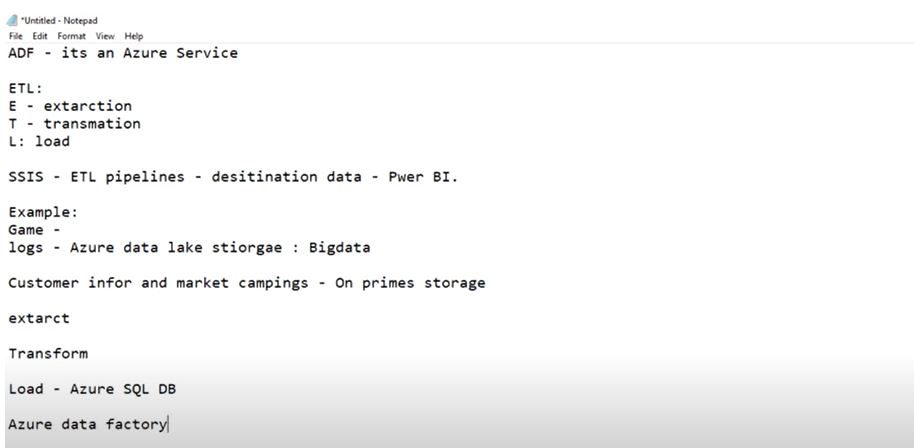 *Untitled - Notepad
File Edit Format View Help
ADF - its an Azure Service
ETL:
E - extarction
T - transmation
L: load
SSIS - ETL pipelines - desitination data - Pwer BI.
Example:
Game -
logs - Azure data lake stiorgae : Bigdata
Customer infor and market campings - On primes storage
extarct
Transform
Load - Azure SQL DB
Azure data factory